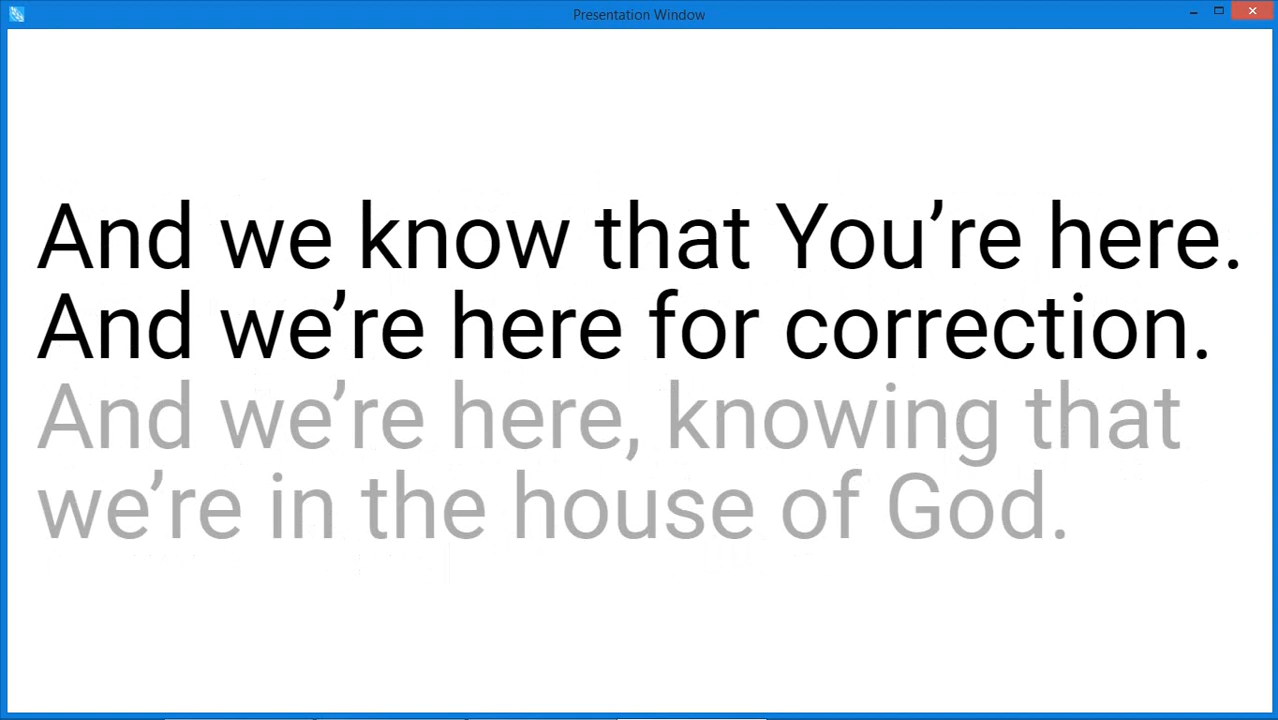 Presentation Window
And we know that You’re here.
And we’re here for correction.
And we’re here, knowing that
we’re in the house of God.